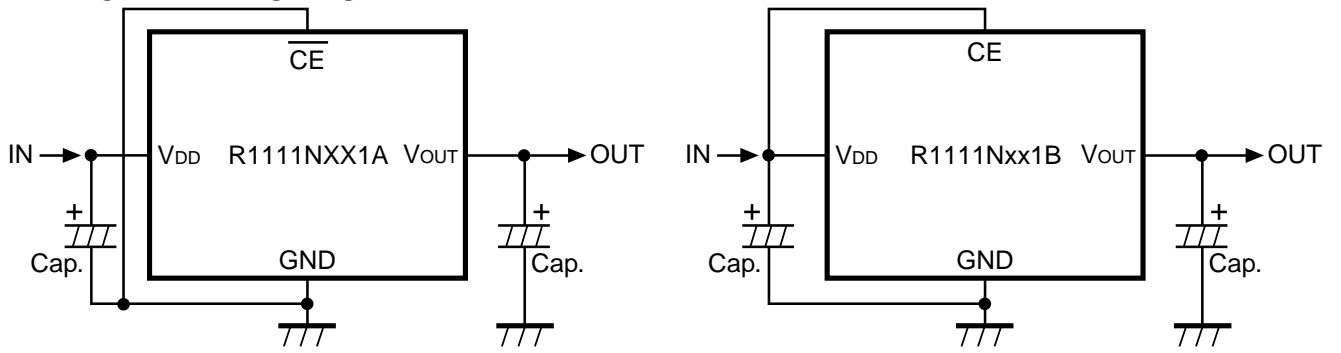 CE
IN
VDD
R1111NXX1A
VOUT
OUT
+
Cap.
+
Cap.
GND
CE
IN
VDD
R1111Nxx1B
VOUT
OUT
+
Cap.
+
Cap.
GND